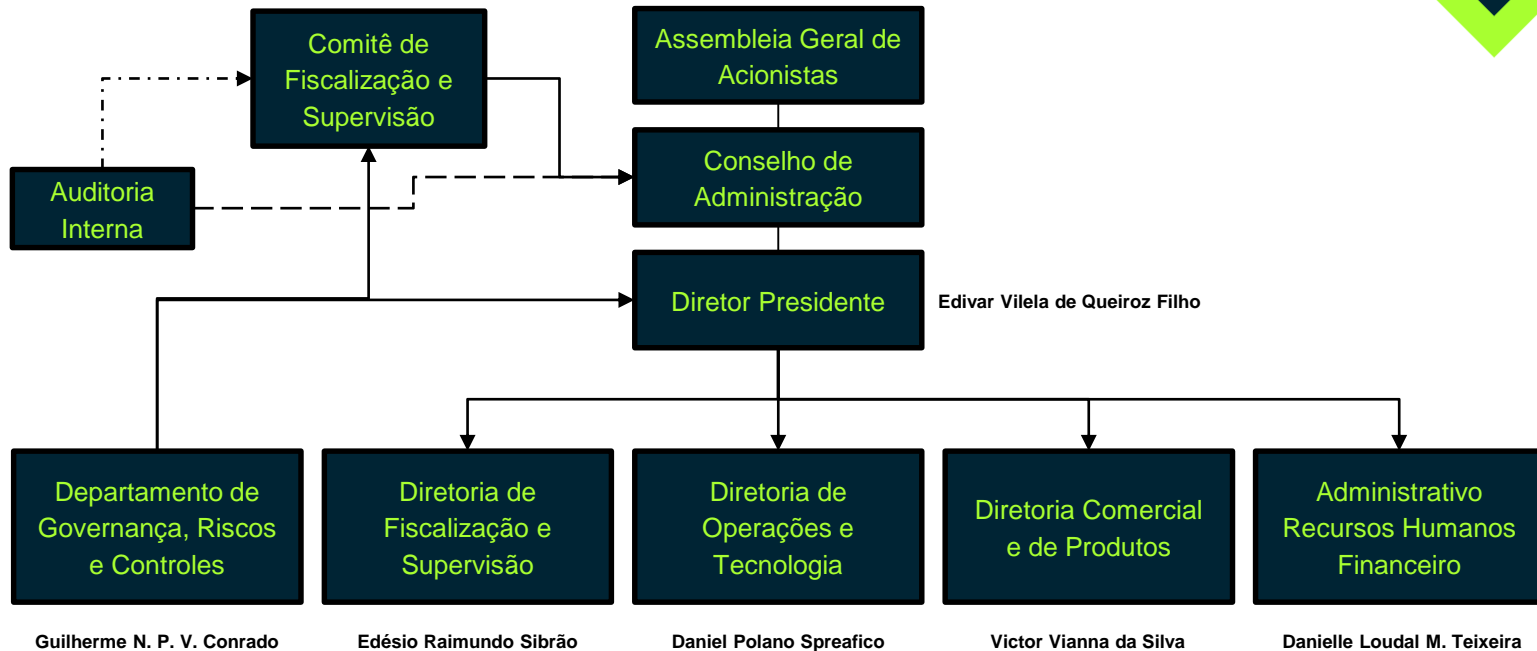 Comitê de
Fiscalização e
Supervisão
Assembleia Geral de
Acionistas
Auditoria
Interna
Conselho de
Administração
Diretor Presidente
Edivar Vilela de Queiroz Filho
Departamento de
Governança, Riscos
e Controles
Diretoria de
Fiscalização e
Supervisão
Diretoria de
Operações e
Tecnologia
Diretoria Comercial
e de Produtos
Administrativo
Recursos Humanos
Financeiro
Guilherme N. P. V. Conrado
Edésio Raimundo Sibrão
Daniel Polano Spreafico
Victor Vianna da Silva
Danielle Loudal M. Teixeira